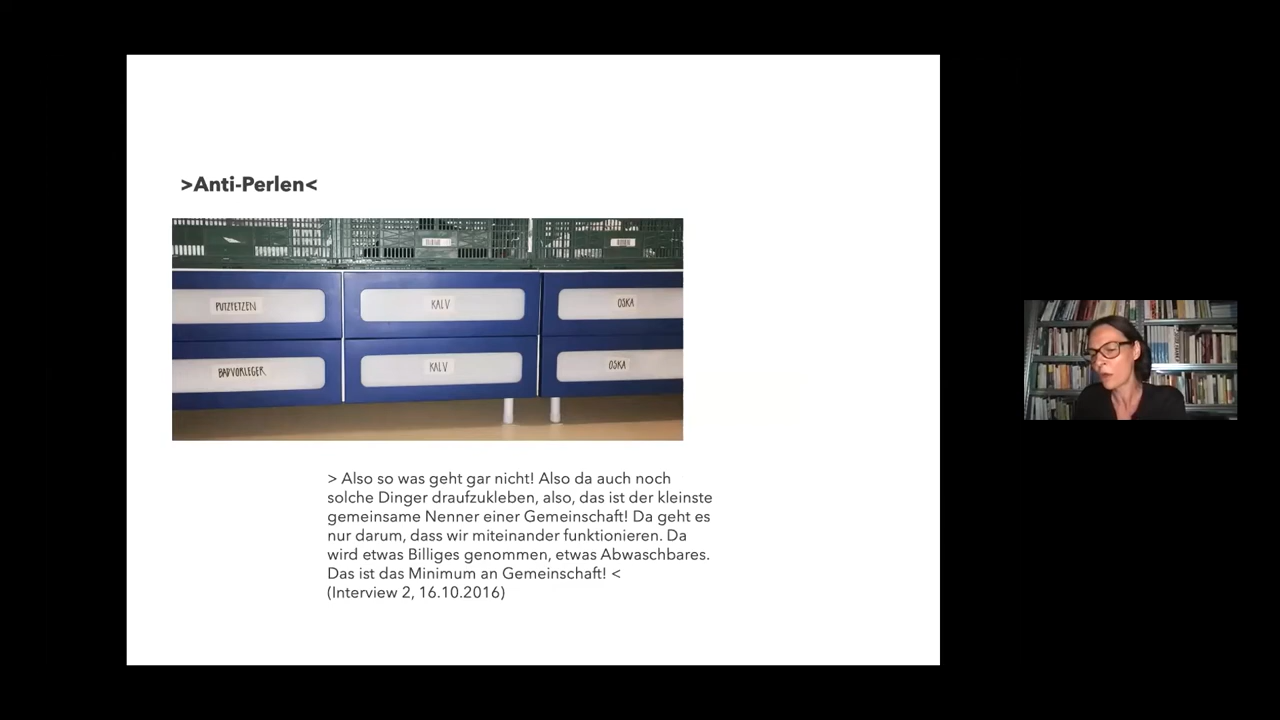 >Anti-Perlen<
PUTZFETZEN
KALV
OSKA
BADVORLEGER
KALV
OSKA
> Also so was geht gar nicht! Also da auch noch
solche Dinger draufzukleben, also, das ist der kleinste
gemeinsame Nenner einer Gemeinschaft! Da geht es
nur darum, dass wir miteinander funktionieren. Da
wird etwas Billiges genommen, etwas Abwaschbares.
Das ist das Minimum an Gemeinschaft! <
(Interview 2, 16.10.2016)